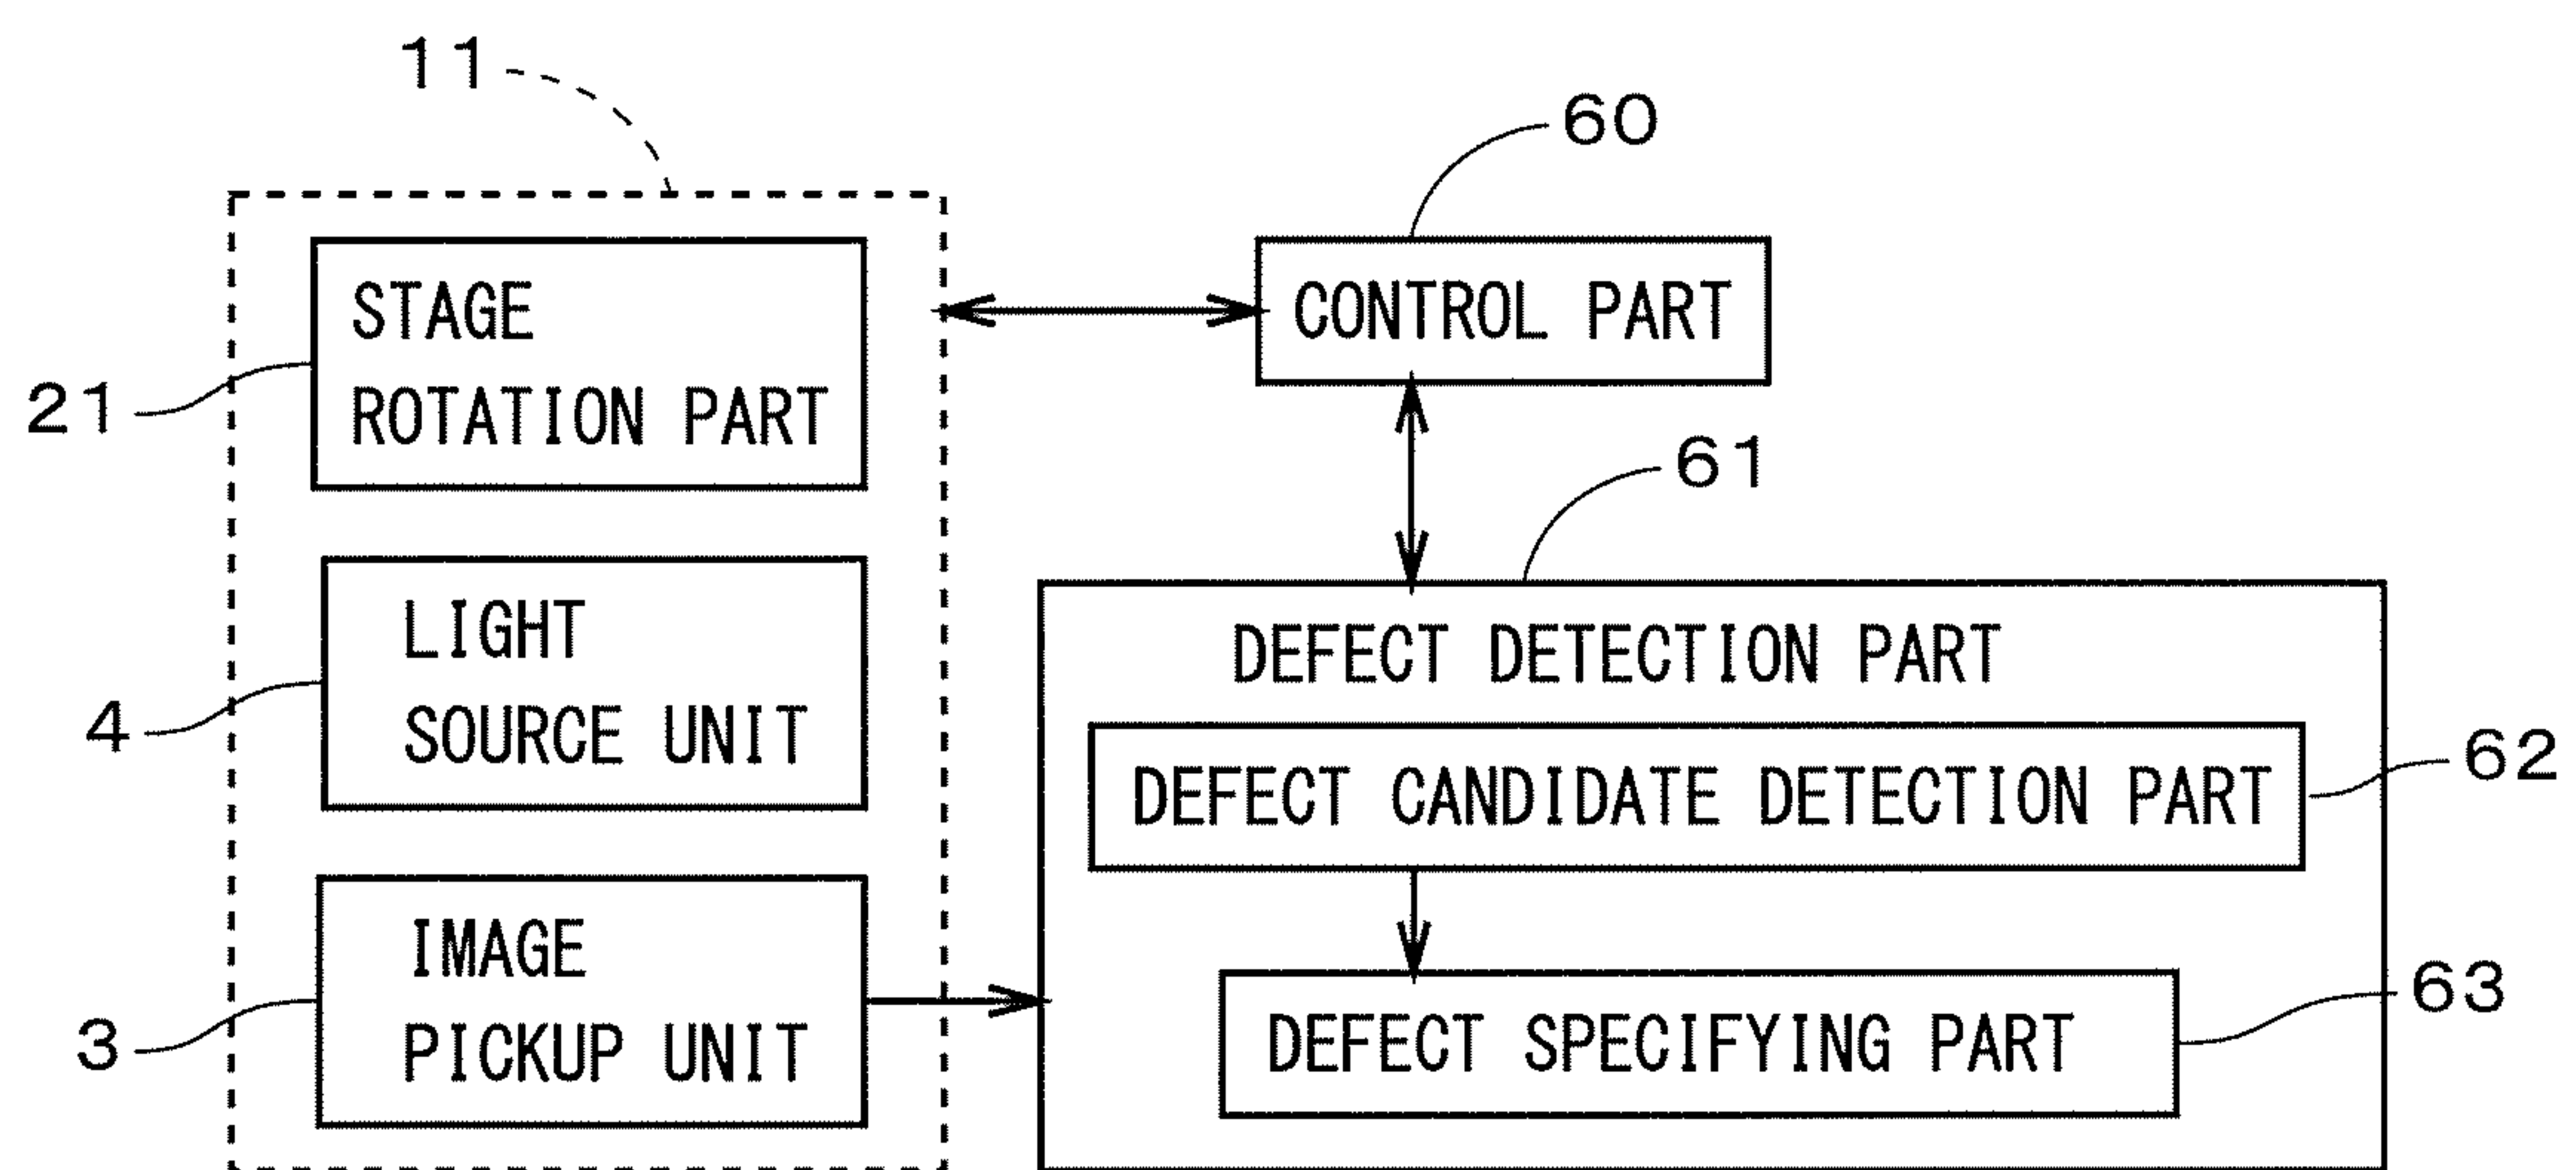 11
60
STAGE
ROTATION PART
CONTROL PART
21
61
LIGHT
SOURCE UNIT
4
DEFECT DETECTION PART
DEFECT CANDIDATE DETECTION PART
62
IMAGE
PICKUP UNIT
3
DEFECT SPECIFYING PART
63